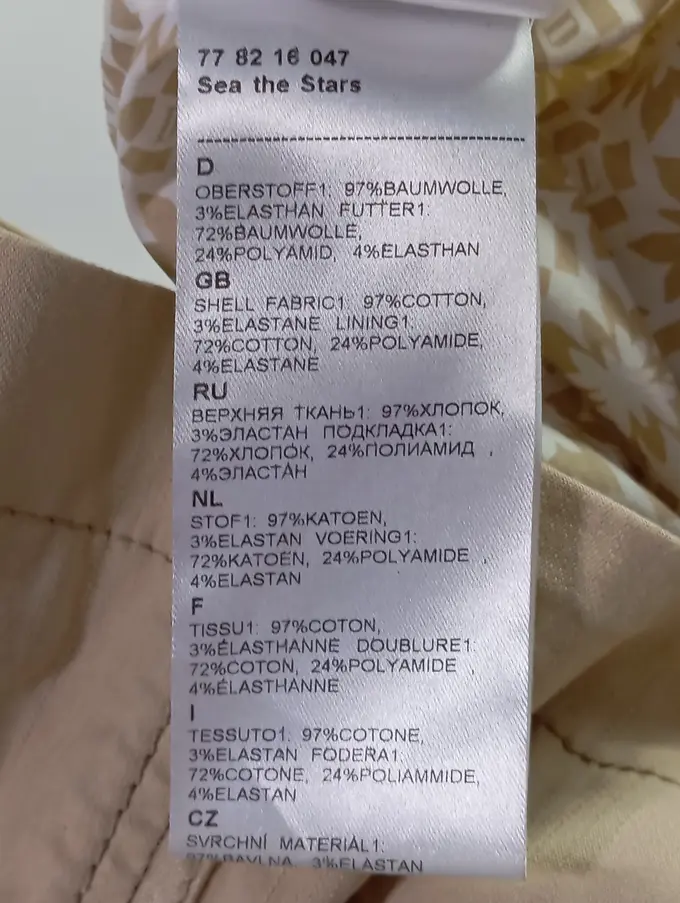 77 82 16 047
Sea the Stars
D
OBERSTOFF1: 97%BAUMWOLLE,
3%ELASTHAN FUTTER1:
72%BAUMWOLLE,
24%POLYAMID, 4%ELASTHAN
GB
SHELL FABRIC1: 97%COTTON,
3%ELASTANE LINING1:
72%COTTON, 24%POLYAMIDE,
4%ELASTANE
RU
ВЕРХНЯЯ ТКАНЬ1: 97%ХЛОПОК,
3%ЭЛАСТАН ПОДКЛАДКА1:
72%ХЛОПОК, 24%ПОЛИАМИД ,
4%ЭЛАСТАН
NL
STOF1: 97%KATOEN,
3%ELASTAN VOERING1:
72%KATOEN, 24%POLYAMIDE ,
4%ELASTAN
F
TISSU1: 97%COTON,
3%ÉLASTHANNE DOUBLURE1:
72%COTON, 24%POLYAMIDE ,
4%ÉLASTHANNE
I
TESSUTO1: 97%COTONE,
3%ELASTAN FODERA1:
72%COTONE, 24%POLIAMMIDE,
4%ELASTAN
CZ
SVRCHNÍ MATERIÁL1:
97%BAVLNA, 3%ELASTAN